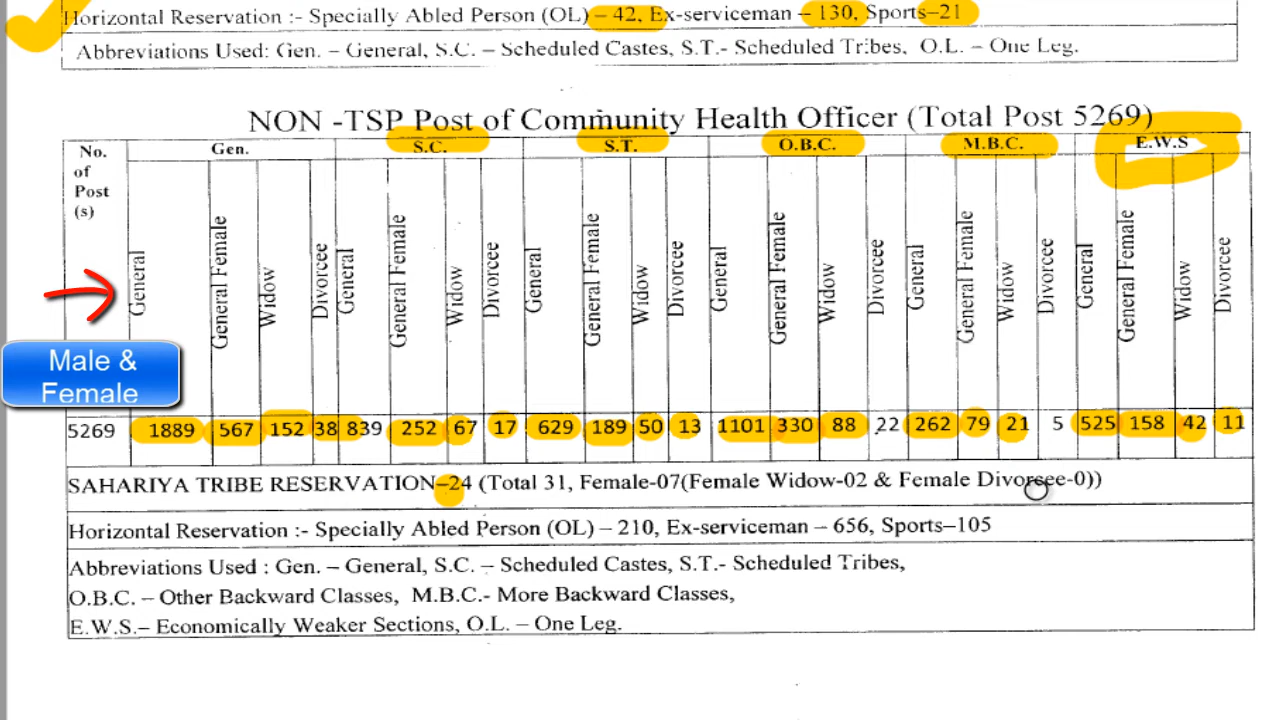 Horizontal Reservation :- Specially Abled Person (OL) – 42, Ex-serviceman – 130, Sports–21
Abbreviations Used: Gen. – General, S.C. – Scheduled Castes, S.T.- Scheduled Tribes, O.L. – One Leg.
NON -TSP Post of Community Health Officer (Total Post 5269)
No. of Post (s) Gen. S.C. S.T. O.B.C. M.B.C. E.W.S
General General Female Widow Divorcee General General Female Widow Divorcee General General Female Widow Divorcee General General Female Widow Divorcee General General Female Widow Divorcee General General Female Widow Divorcee
Male &
Female
5269 1889 567 152 38 839 252 67 17 629 189 50 13 1101 330 88 22 262 79 21 5 525 158 42 11
SAHARIYA TRIBE RESERVATION–24 (Total 31, Female-07(Female Widow-02 & Female Divorcee-0))
Horizontal Reservation :- Specially Abled Person (OL) – 210, Ex-serviceman – 656, Sports–105
Abbreviations Used : Gen. – General, S.C. – Scheduled Castes, S.T.- Scheduled Tribes,
O.B.C. – Other Backward Classes, M.B.C.- More Backward Classes,
E.W.S.– Economically Weaker Sections, O.L. – One Leg.